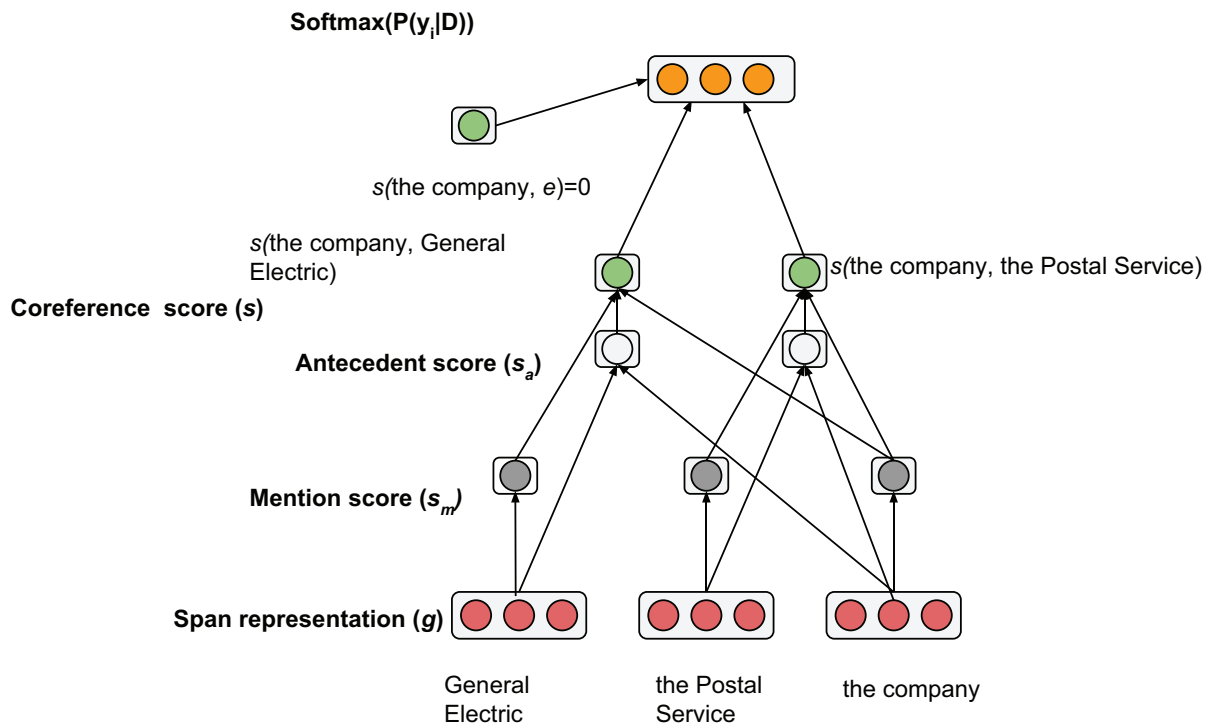 Softmax(P(yi|D))
s(the company, e)=0
s(the company, General
Electric)
s(the company, the Postal Service)
Coreference  score (s)
Antecedent score (sa)
Mention score (sm)
Span representation (g)
General
Electric
the Postal
Service
the company